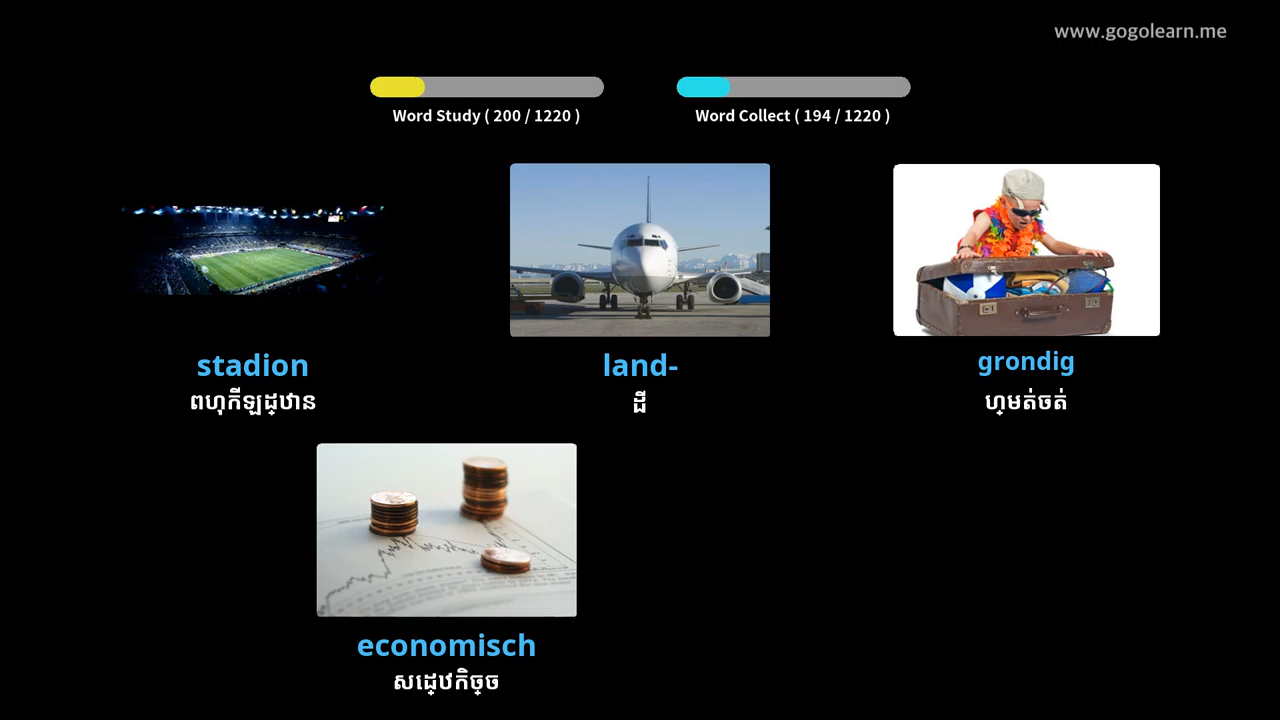 www.gogolearn.me
Word Study ( 200 / 1220 )
Word Collect ( 194 / 1220 )
stadion
ពហុកីឡដ្ឋាន
land-
ដី
grondig
ហ្មត់ចត់
economisch
សេដ្ឋកិច្ច